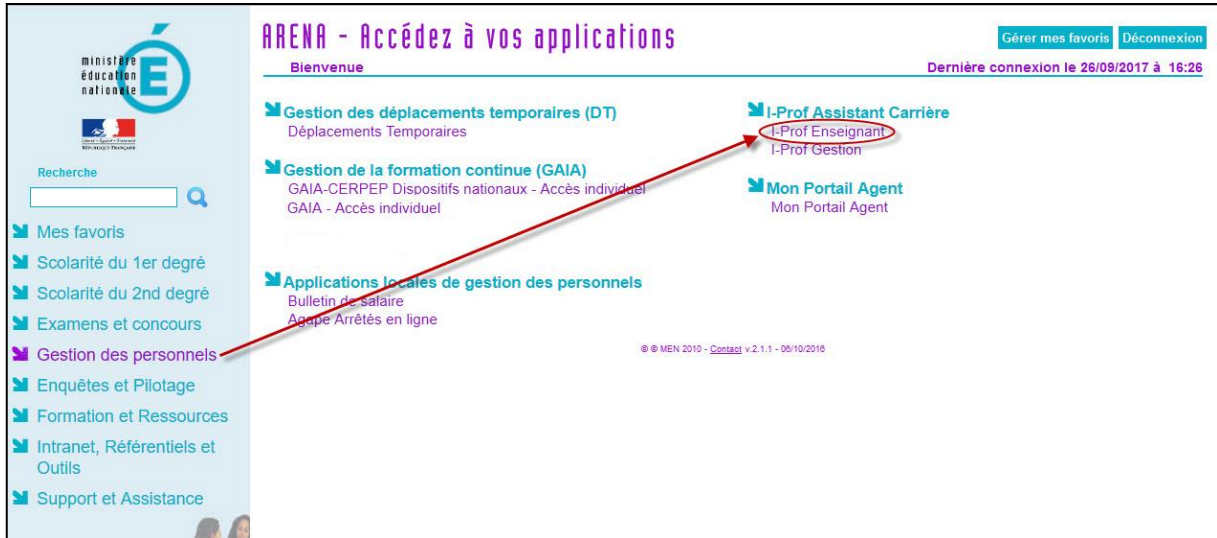 ministère
éducation
nationale
Liberté • Égalité • Fraternité
RÉPUBLIQUE FRANÇAISE
Recherche
Mes favoris
Scolarité du 1er degré
Scolarité du 2nd degré
Examens et concours
Gestion des personnels
Enquêtes et Pilotage
Formation et Ressources
Intranet, Référentiels et
Outils
Support et Assistance
ARENA - Accédez à vos applications
Gérer mes favoris Déconnexion
Bienvenue
Dernière connexion le 26/09/2017 à 16:26
Gestion des déplacements temporaires (DT)
Déplacements Temporaires
Gestion de la formation continue (GAIA)
GAIA-CERPEP Dispositifs nationaux - Accès individuel
GAIA - Accès individuel
Applications locales de gestion des personnels
Bulletin de salaire
Agape Arrêtés en ligne
I-Prof Assistant Carrière
I-Prof Enseignant
I-Prof Gestion
Mon Portail Agent
Mon Portail Agent
© © MEN 2010 - Contact v.2.1.1 - 06/10/2016